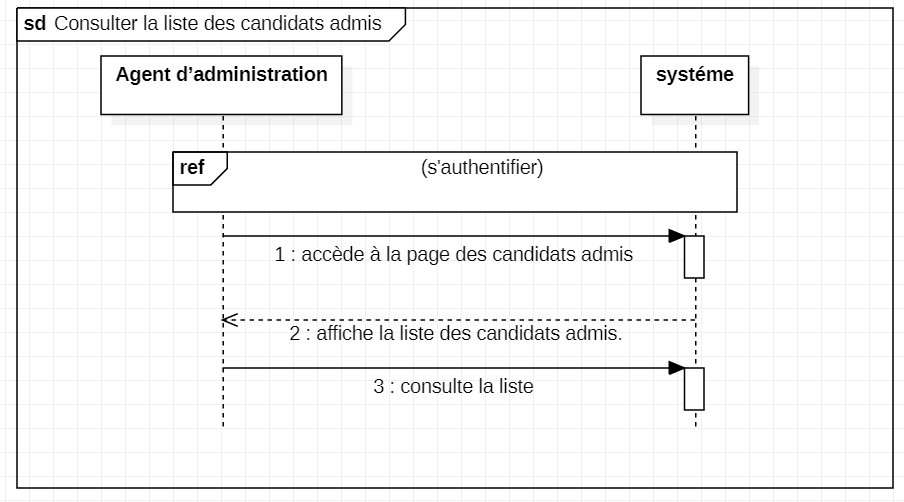 sd Consulter la liste des candidats admis
Agent d'administration
systéme
ref
(s'authentifier)
1 : accède à la page des candidats admis
2 : affiche la liste des candidats admis.
3 : consulte la liste